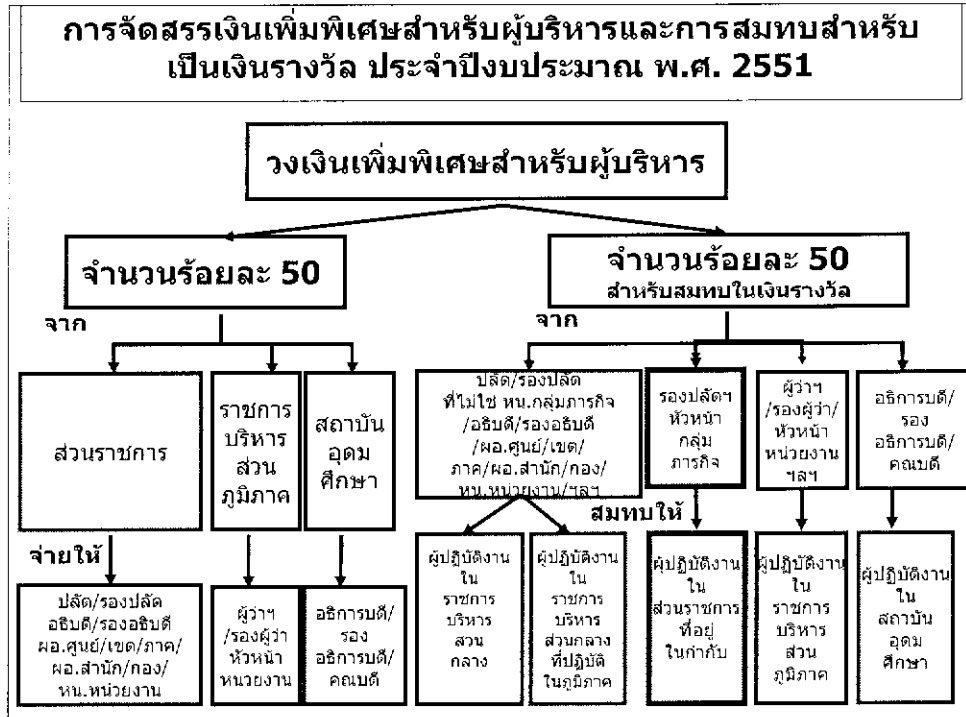 การจัดสรรเงินเพิ่มพิเศษสำหรับผู้บริหารและการสมทบสำหรับ
เป็นเงินรางวัล ประจำปีงบประมาณ พ.ศ. 2551
วงเงินเพิ่มพิเศษสำหรับผู้บริหาร
จำนวนร้อยละ 50
จำนวนร้อยละ 50
สำหรับสมทบในเงินรางวัล
จาก
จาก
ส่วนราชการ
ราชการ
บริหาร
ส่วน
ภูมิภาค
สถาบัน
อุดม
ศึกษา
ปลัด/รองปลัด
ที่ไม่ใช่ หน.กลุ่มภารกิจ
/อธิบดี/รองอธิบดี
/ผอ.ศูนย์/เขต/
ภาค/ผอ.สำนัก/กอง/
หน.หน่วยงาน/ฯลฯ
รองปลัดฯ
หัวหน้า
กลุ่ม
ภารกิจ
ผู้ว่าฯ
/รองผู้ว่า/
หัวหน้า
หน่วยงาน
ฯลฯ
อธิการบดี/
รอง
อธิการบดี/
คณบดี
จ่ายให้
สมทบให้
ปลัด/รองปลัด
อธิบดี/รองอธิบดี
ผอ.ศูนย์/เขต/ภาค/
ผอ.สำนัก/กอง/
หน.หน่วยงาน
ผู้ว่าฯ
/รองผู้ว่า
หัวหน้า
หนวยงาน
อธิการบดี/
รอง
อธิการบดี/
คณบดี
ผู้ปฏิบัติงาน
ใน
ราชการ
บริหาร
สวน
กลาง
ผู้ปฏิบัติงาน
ใน
ราชการ
บริหาร
ส่วนกลาง
ที่ปฏิบัติ
ในภูมิภาค
ผู้ปฏิบัติงาน
ใน
ส่วนราชการ
ที่อยู่
ในกำกับ
ผู้ปฏิบัติงาน
ใน
ราชการ
บริหาร
ส่วน
ภูมิภาค
ผู้ปฏิบัติงาน
ใน
สถาบัน
อุดม
ศึกษา